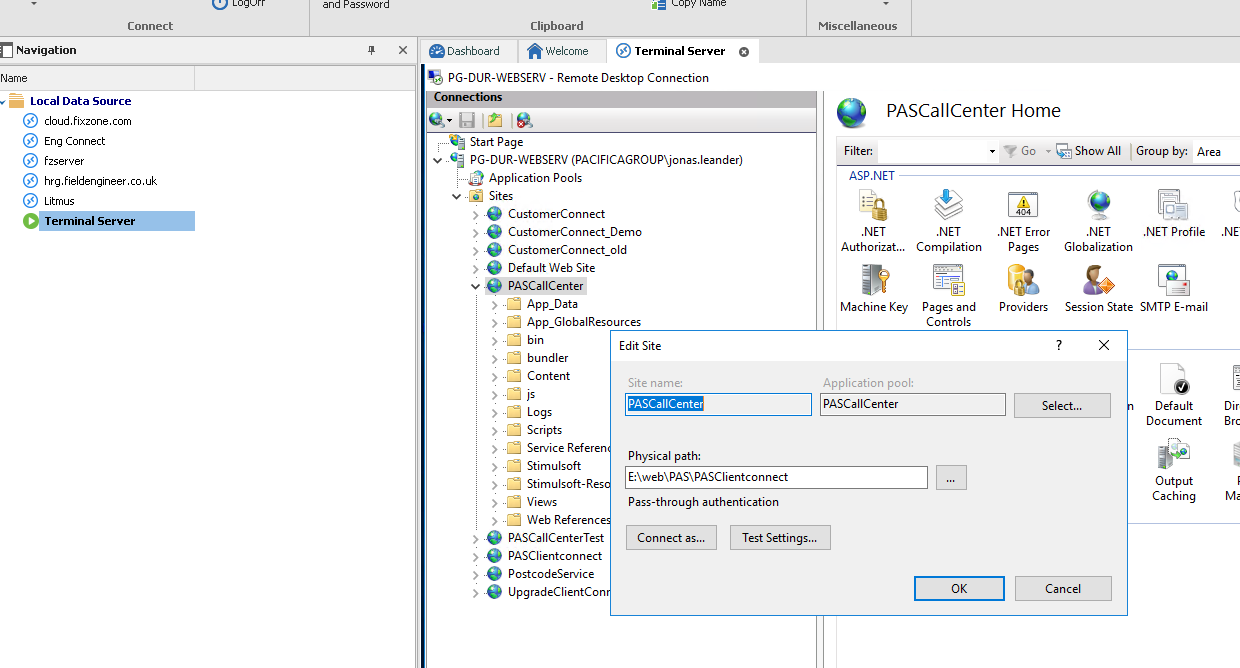 LogOff
and Password
Copy Name
Connect
Clipboard
Miscellaneous
Navigation
Dashboard
Welcome
Terminal Server
Name
PG-DUR-WEBSERV - Remote Desktop Connection
Local Data Source
cloud.fixzone.com
Eng Connect
fzserver
hrg.fieldengineer.co.uk
Litmus
Terminal Server
Connections
Start Page
PG-DUR-WEBSERV (PACIFICAGROUP\jonas.leander)
Application Pools
Sites
CustomerConnect
CustomerConnect_Demo
CustomerConnect_old
Default Web Site
PASCallCenter
App_Data
App_GlobalResources
bin
bundler
Content
js
Logs
Scripts
Service Referenc
Stimulsoft
Stimulsoft-Reso
Views
Web References
PASCallCenterTest
PASClientconnect
PostcodeService
UpgradeClientConr
PASCallCenter Home
Filter:
Go
Show All
Group by:
Area
ASP.NET
.NET Authorizat...
.NET Compilation
.NET Error Pages
.NET Globalization
.NET Profile
.NE
Machine Key
Pages and Controls
Providers
Session State
SMTP E-mail
Default Document
Dir
Bro
Output Caching
Edit Site
?
Site name:
Application pool:
PASCallCenter
PASCallCenter
Select...
Physical path:
E:\web\PAS\PASClientconnect
...
Pass-through authentication
Connect as...
Test Settings...
OK
Cancel